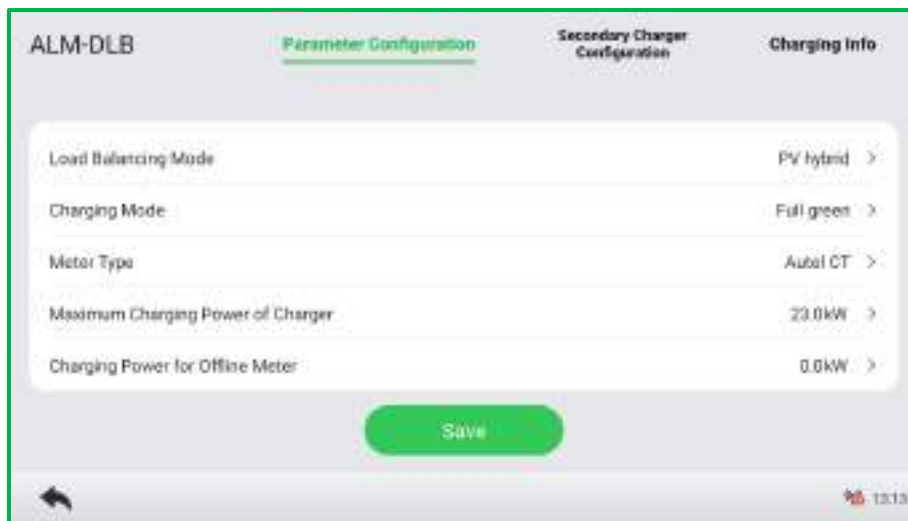 ALM-DLB
Parameter Configuration
Secondary Charger
Configuration
Charging Info
Load Balancing Mode
PV hybrid >
Charging Mode
Full green >
Meter Type
Autel CT >
Maximum Charging Power of Charger
23.0kW >
Charging Power for Offline Meter
0.0kW >
Save
13:13